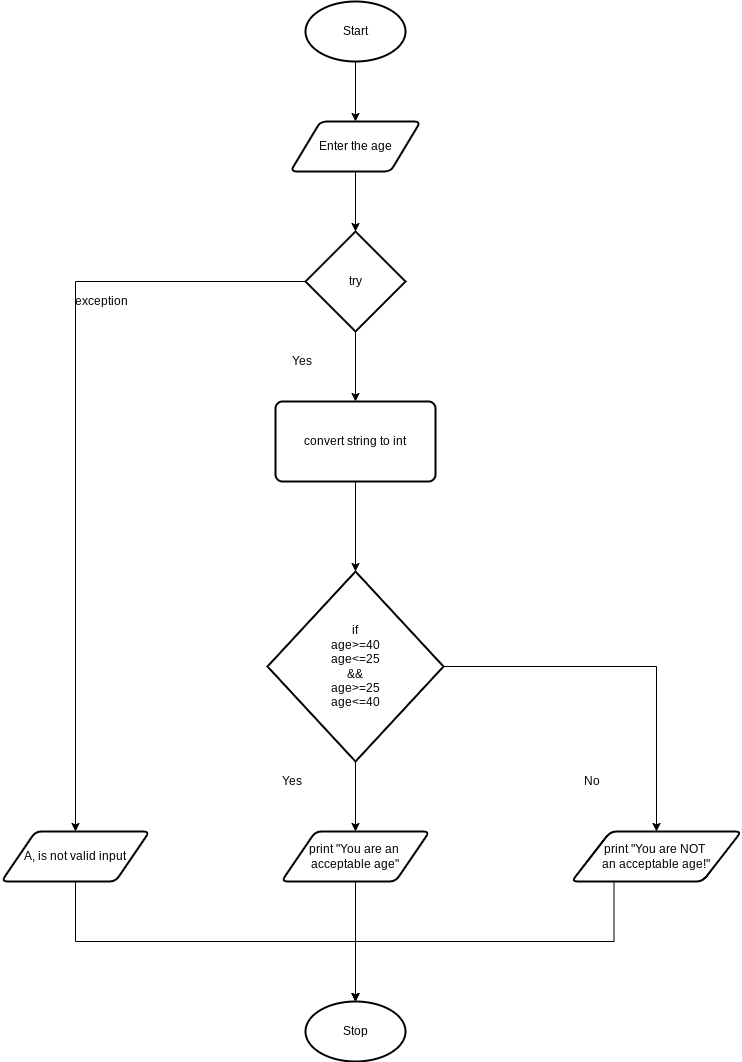 Start
Enter the age
try
exception
Yes
convert string to int
if
age>=40
age<=25
&&
age>=25
age<=40
Yes
No
A, is not valid input
print "You are an
acceptable age"
print "You are NOT
an acceptable age!"
Stop